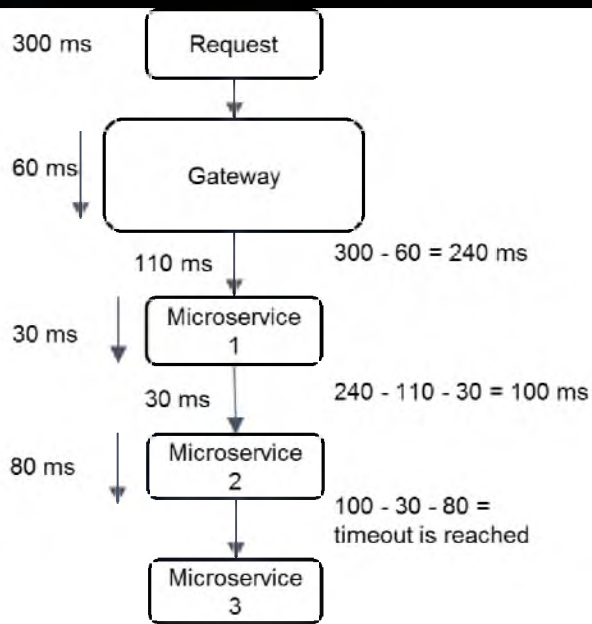 300 ms
Request
60 ms
Gateway
110 ms
300 - 60 = 240 ms
30 ms
Microservice
1
30 ms
240 - 110 - 30 = 100 ms
80 ms
Microservice
2
100 - 30 - 80 =
timeout is reached
Microservice
3